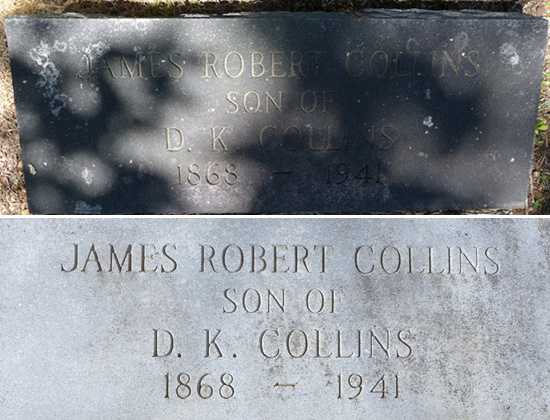 JAMES ROBERT COLLINS
SON OF
D. K. COLLINS
1868 - 1941
JAMES ROBERT COLLINS
SON OF
D. K. COLLINS
1868 - 1941